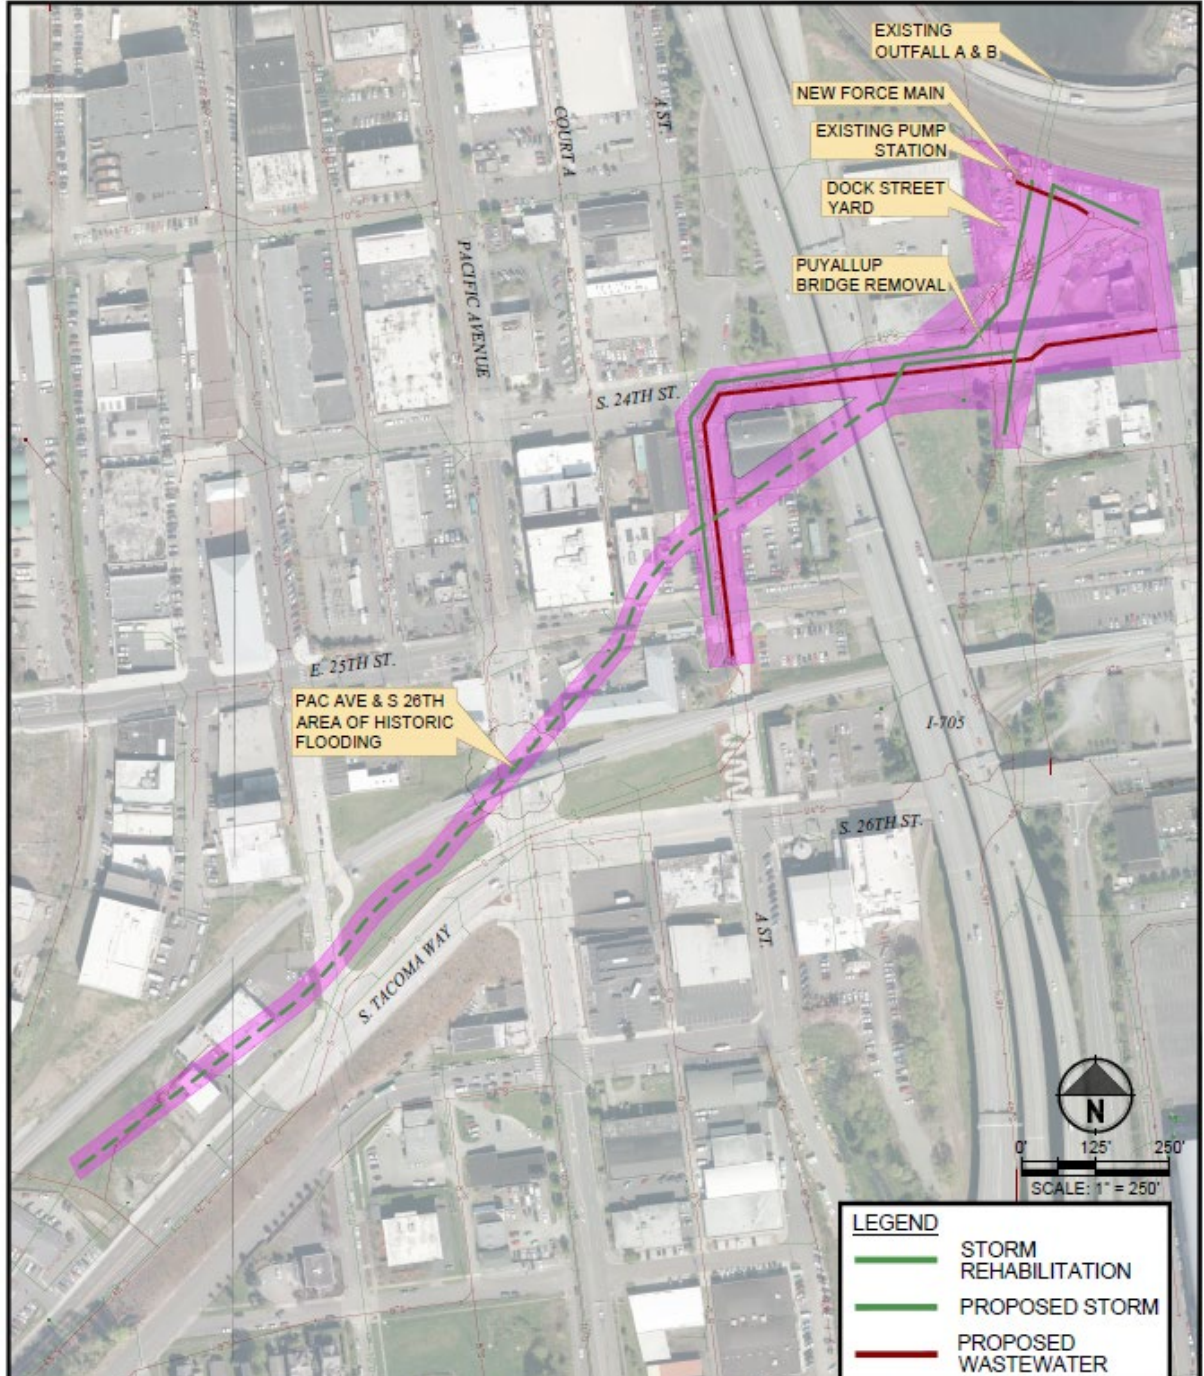 EXISTING
OUTFALL A & B
NEW FORCE MAIN
EXISTING PUMP
STATION
DOCK STREET
YARD
PUYALLUP
BRIDGE REMOVAL
COURT A
A ST.
PACIFIC AVENUE
S. 24TH ST.
E. 25TH ST.
PAC AVE & S 26TH
AREA OF HISTORIC
FLOODING
I-705
S. 26TH ST.
A ST.
S. TACOMA WAY
N
0' 125' 250'
SCALE: 1" = 250'
LEGEND
STORM
REHABILITATION
PROPOSED STORM
PROPOSED
WASTEWATER